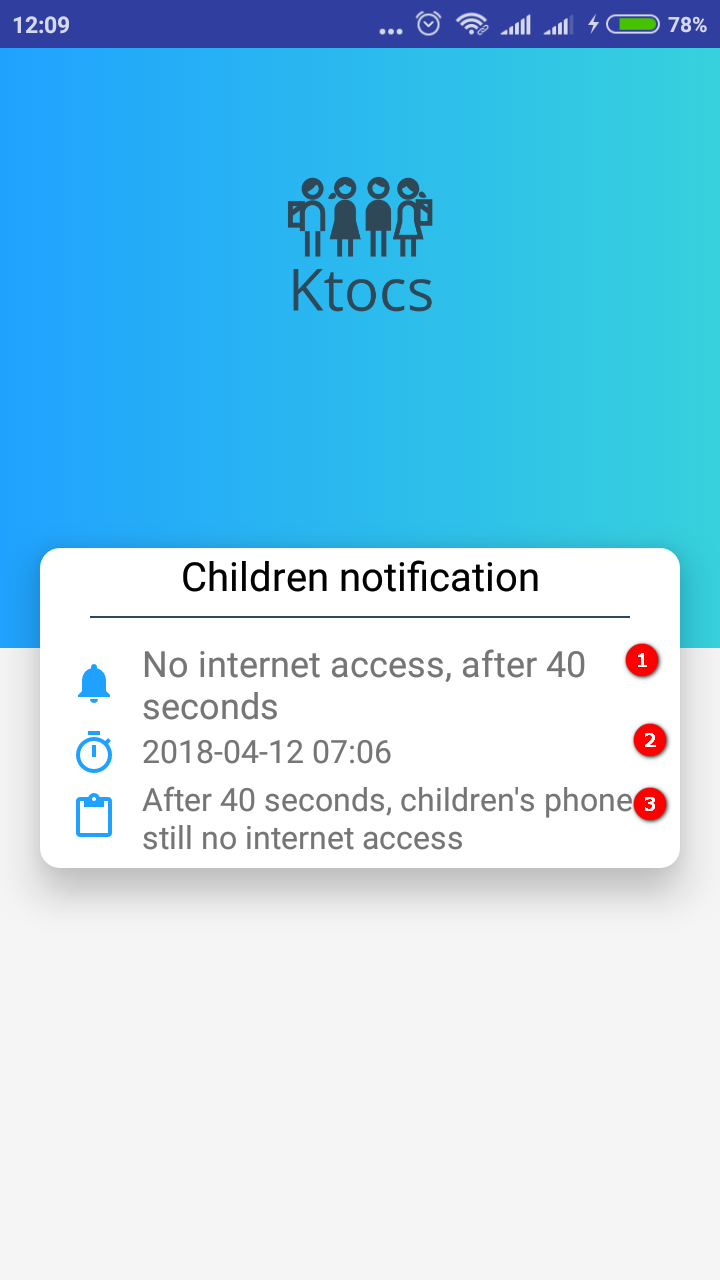 12:09
78%
Ktocs
Children notification
No internet access, after 40
seconds
1
2018-04-12 07:06
2
After 40 seconds, children's phone
still no internet access
3